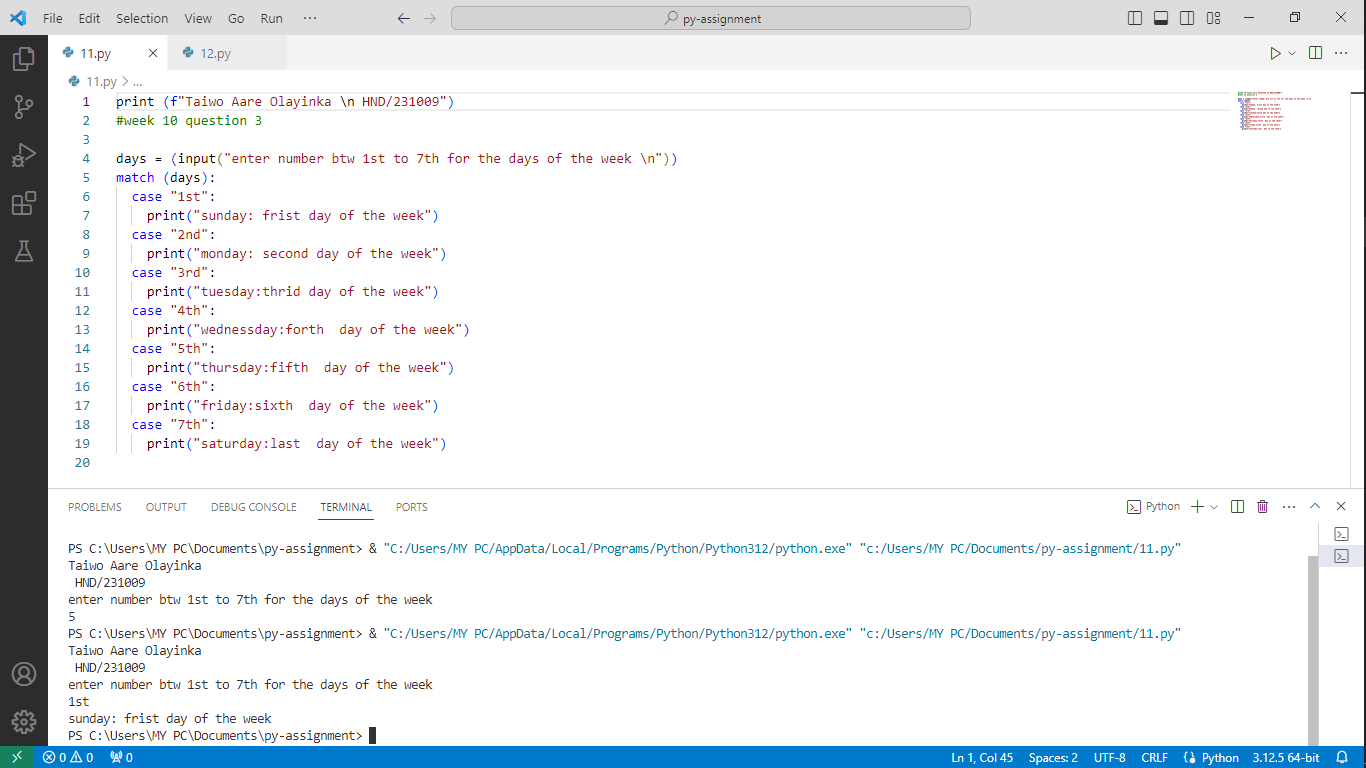 File Edit Selection View Go Run ··· py-assignment
11.py 12.py
11.py > ...
1 print (f"Taiwo Aare Olayinka \n HND/231009")
2 #week 10 question 3
3
4 days = (input("enter number btw 1st to 7th for the days of the week \n"))
5 match (days):
6 case "1st":
7 print("sunday: frist day of the week")
8 case "2nd":
9 print("monday: second day of the week")
10 case "3rd":
11 print("tuesday:thrid day of the week")
12 case "4th":
13 print("wednessday:forth  day of the week")
14 case "5th":
15 print("thursday:fifth  day of the week")
16 case "6th":
17 print("friday:sixth  day of the week")
18 case "7th":
19 print("saturday:last  day of the week")
20
PROBLEMS OUTPUT DEBUG CONSOLE TERMINAL PORTS Python
PS C:\Users\MY PC\Documents\py-assignment> & "C:/Users/MY PC/AppData/Local/Programs/Python/Python312/python.exe" "c:/Users/MY PC/Documents/py-assignment/11.py"
Taiwo Aare Olayinka
HND/231009
enter number btw 1st to 7th for the days of the week
5
PS C:\Users\MY PC\Documents\py-assignment> & "C:/Users/MY PC/AppData/Local/Programs/Python/Python312/python.exe" "c:/Users/MY PC/Documents/py-assignment/11.py"
Taiwo Aare Olayinka
HND/231009
enter number btw 1st to 7th for the days of the week
1st
sunday: frist day of the week
PS C:\Users\MY PC\Documents\py-assignment>
0 0 0 Ln 1, Col 45 Spaces: 2 UTF-8 CRLF Python 3.12.5 64-bit